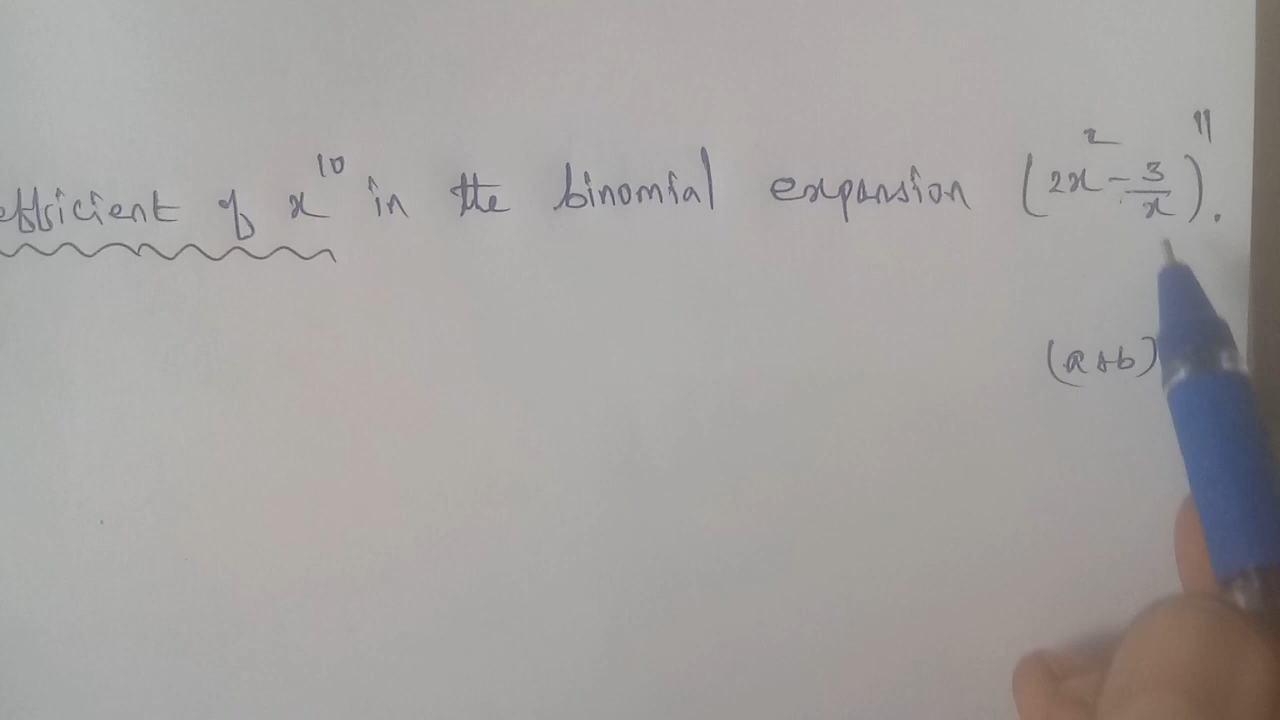 efficient of x^10 in the binomial expansion (2x^2 - 3/x)^11.
(a+b)